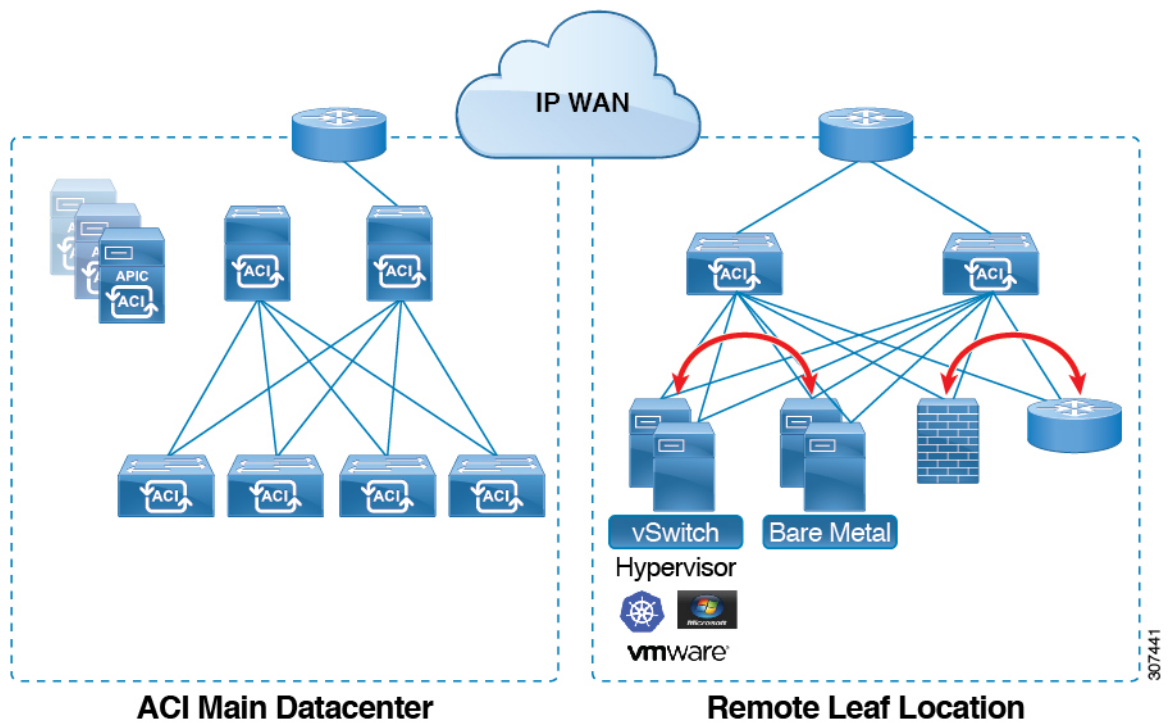 IP WAN
A
A
A
A
APIC
ACI
ACI
ACI
ACI
ACI
ACI
ACI
ACI
ACI
vSwitch
Bare Metal
Hypervisor
Microsoft
vmware
307441
ACI Main Datacenter
Remote Leaf Location